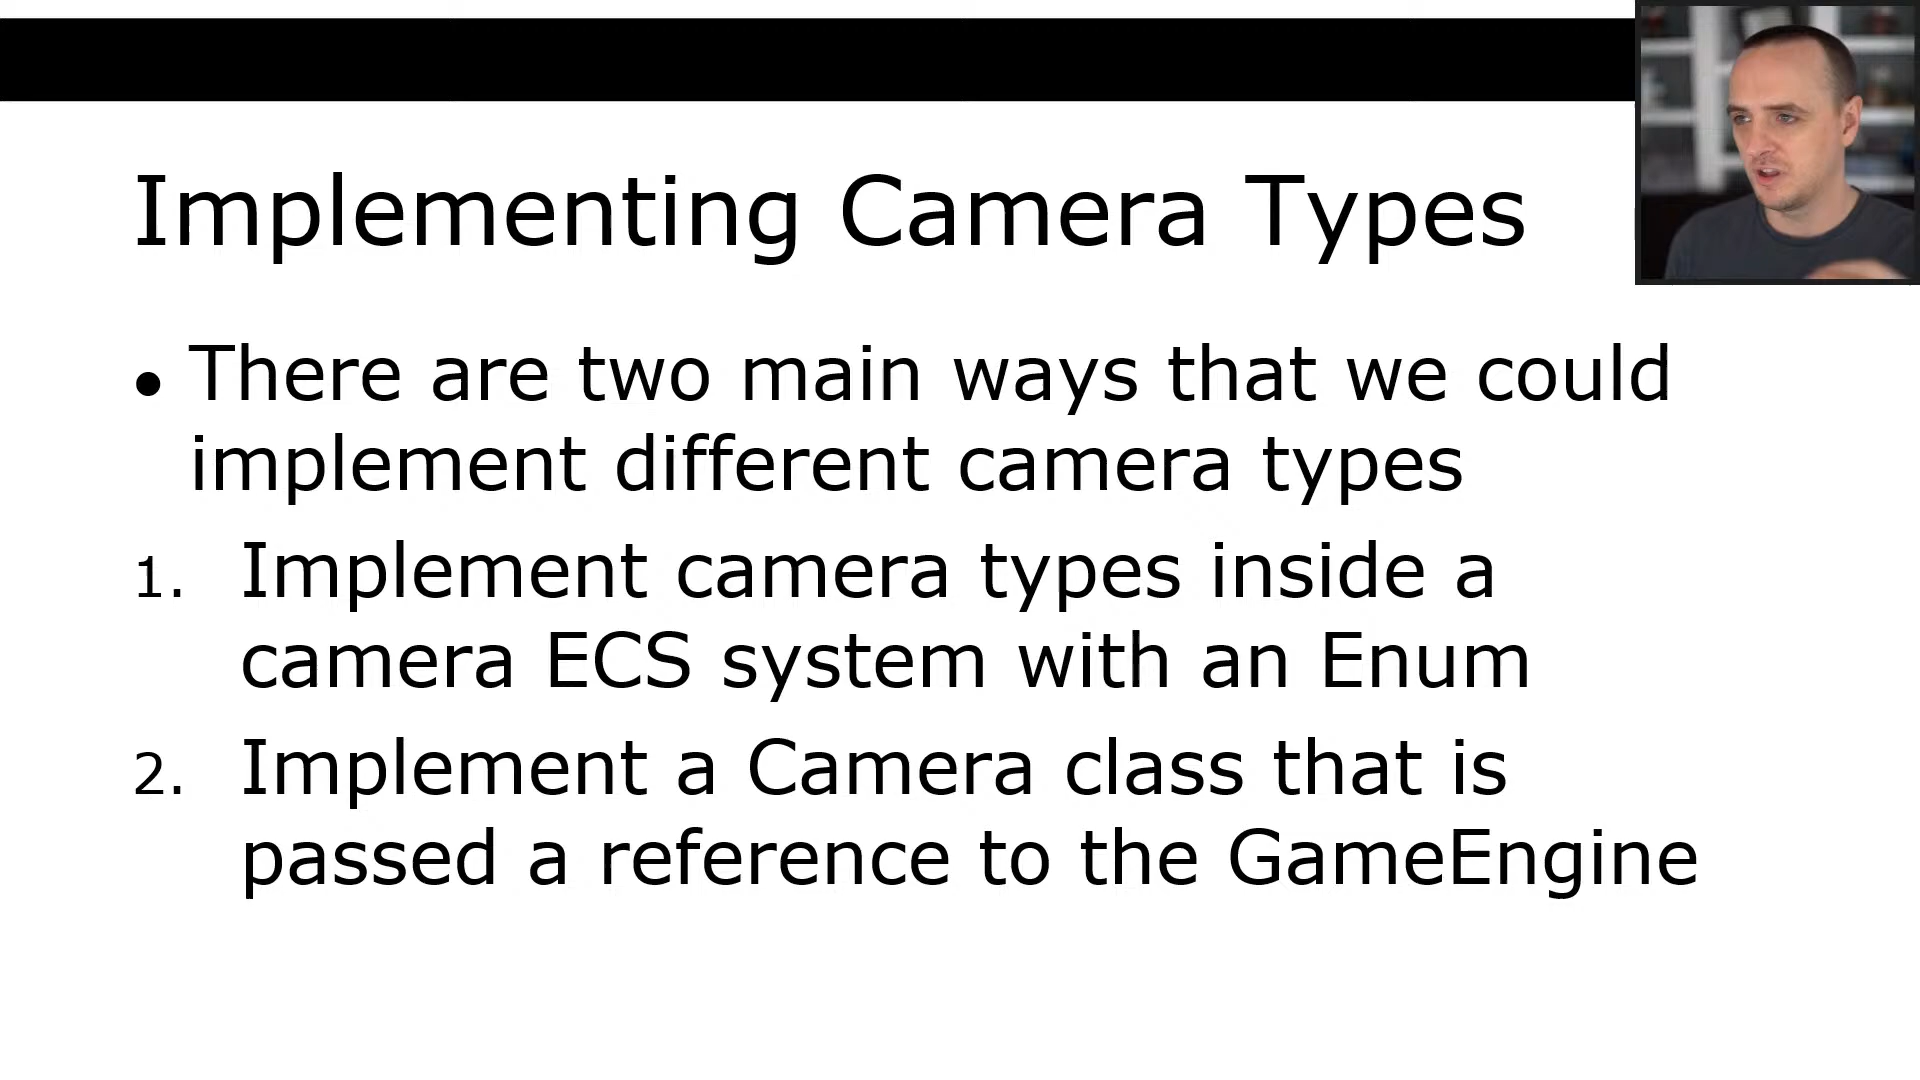 Implementing Camera Types
• There are two main ways that we could
implement different camera types
1. Implement camera types inside a
camera ECS system with an Enum
2. Implement a Camera class that is
passed a reference to the GameEngine